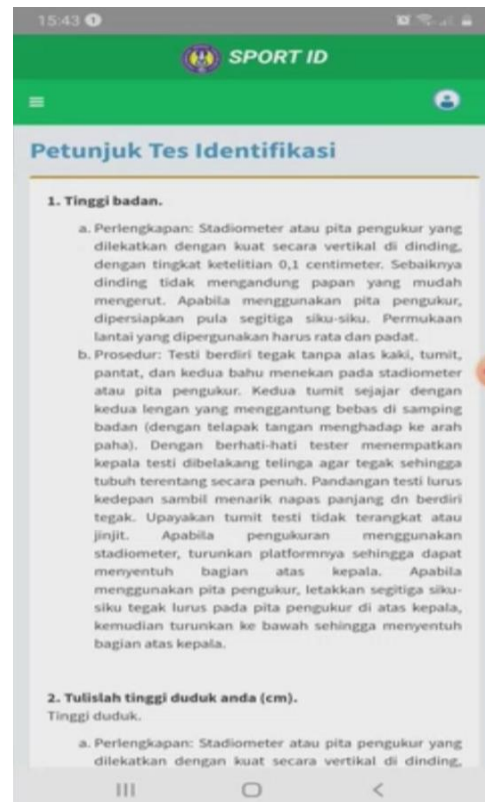 15:43 1
SPORT ID
Petunjuk Tes Identifikasi
1. Tinggi badan.
a. Perlengkapan: Stadiometer atau pita pengukur yang
dilekatkan dengan kuat secara vertikal di dinding,
dengan tingkat ketelitian 0,1 centimeter. Sebaiknya
dinding tidak mengandung papan yang mudah
mengerut. Apabila menggunakan pita pengukur,
dipersiapkan pula segitiga siku-siku. Permukaan
lantai yang dipergunakan harus rata dan padat.
b. Prosedur: Testi berdiri tegak tanpa alas kaki, tumit,
pantat, dan kedua bahu menekan pada stadiometer
atau pita pengukur. Kedua tumit sejajar dengan
kedua lengan yang menggantung bebas di samping
badan (dengan telapak tangan menghadap ke arah
paha). Dengan berhati-hati tester menempatkan
kepala testi dibelakang telinga agar tegak sehingga
tubuh terentang secara penuh. Pandangan testi lurus
kedepan sambil menarik napas panjang dn berdiri
tegak. Upayakan tumit testi tidak terangkat atau
jinjit. Apabila pengukuran menggunakan
stadiometer, turunkan platformnya sehingga dapat
menyentuh bagian atas kepala. Apabila
menggunakan pita pengukur, letakkan segitiga siku-
siku tegak lurus pada pita pengukur di atas kepala,
kemudian turunkan ke bawah sehingga menyentuh
bagian atas kepala.
2. Tulislah tinggi duduk anda (cm).
Tinggi duduk.
a. Perlengkapan: Stadiometer atau pita pengukur yang
dilekatkan dengan kuat secara vertikal di dinding,